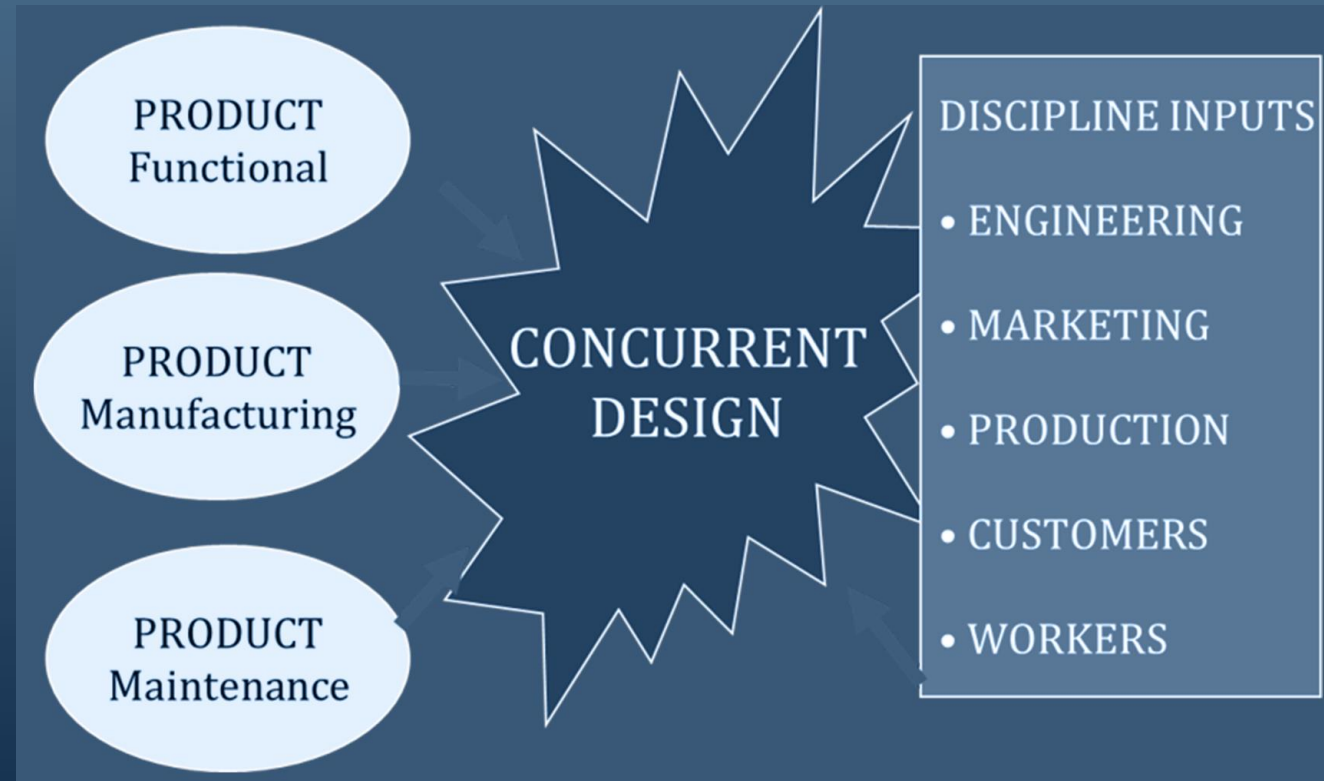 PRODUCT
Functional
PRODUCT
Manufacturing
PRODUCT
Maintenance
CONCURRENT
DESIGN
DISCIPLINE INPUTS
• ENGINEERING
• MARKETING
• PRODUCTION
• CUSTOMERS
• WORKERS